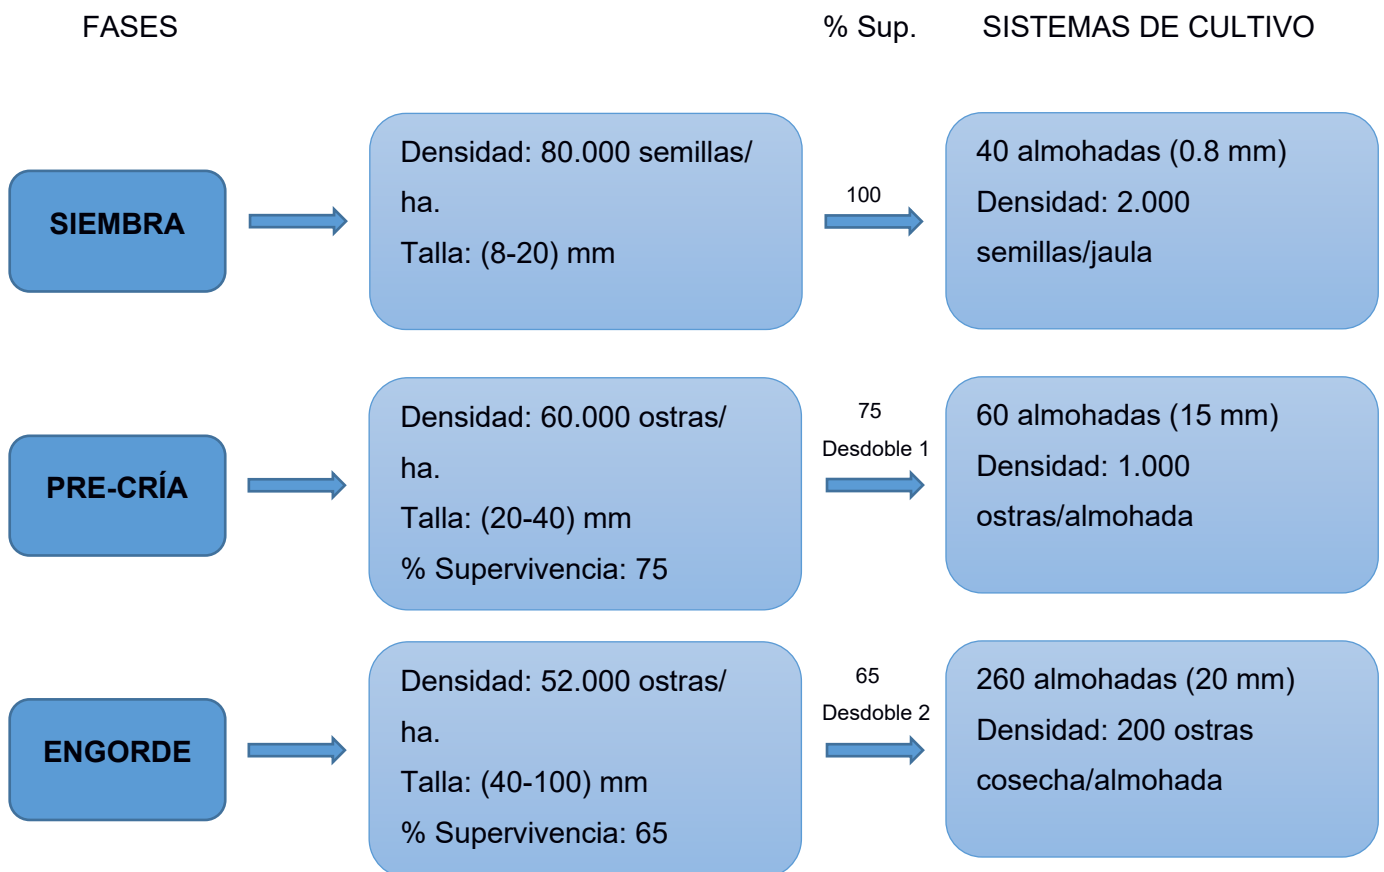 FASES % Sup. SISTEMAS DE CULTIVO
SIEMBRA
Densidad: 80.000 semillas/
ha.
Talla: (8-20) mm
100
40 almohadas (0.8 mm)
Densidad: 2.000
semillas/jaula
PRE-CRÍA
Densidad: 60.000 ostras/
ha.
Talla: (20-40) mm
% Supervivencia: 75
75
Desdoble 1
60 almohadas (15 mm)
Densidad: 1.000
ostras/almohada
ENGORDE
Densidad: 52.000 ostras/
ha.
Talla: (40-100) mm
% Supervivencia: 65
65
Desdoble 2
260 almohadas (20 mm)
Densidad: 200 ostras
cosecha/almohada